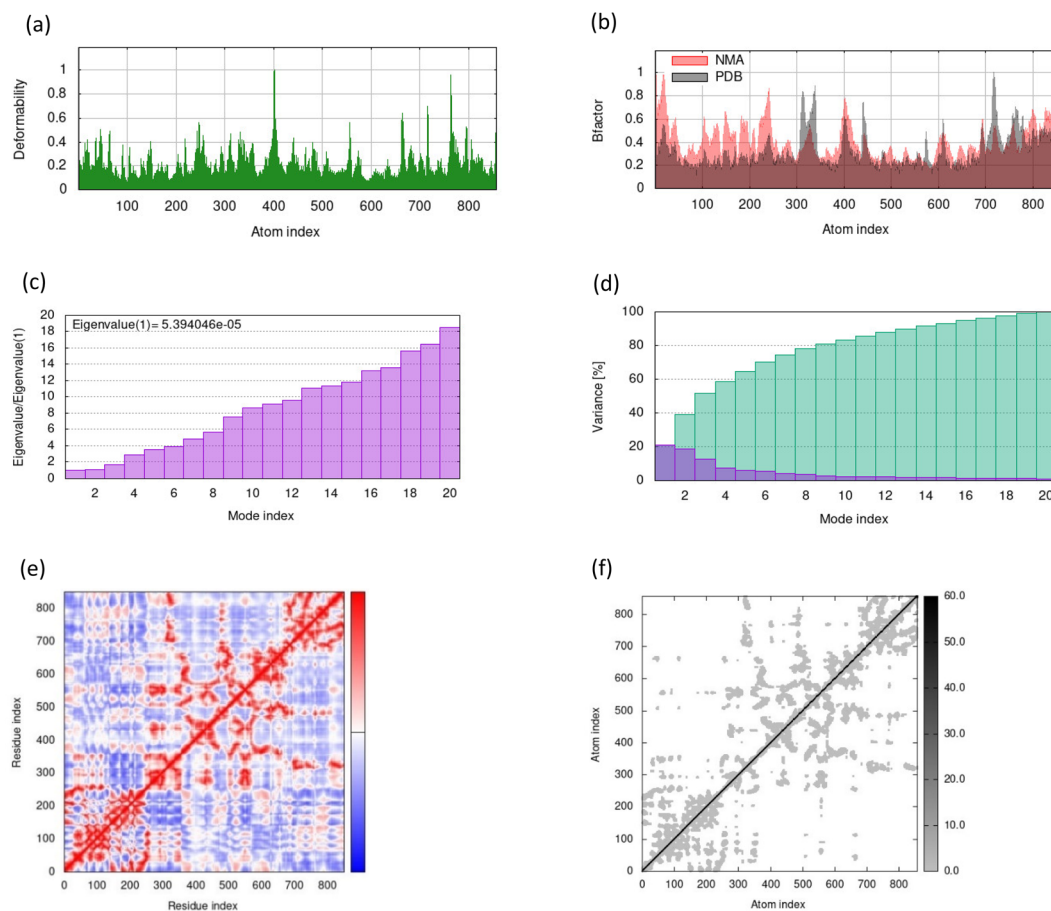 (a)
Deformability
1
0.8
0.6
0.4
0.2
0
100 200 300 400 500 600 700 800
Atom index
(b)
NMA
PDB
Bfactor
1
0.8
0.6
0.4
0.2
0
100 200 300 400 500 600 700 800
Atom index
(c)
Eigenvalue(1)= 5.394046e-05
Eigenvalue/Eigenvalue(1)
20
18
16
14
12
10
8
6
4
2
0
2 4 6 8 10 12 14 16 18 20
Mode index
(d)
Variance [%]
100
80
60
40
20
0
2 4 6 8 10 12 14 16 18 20
Mode index
(e)
Residue index
800
700
600
500
400
300
200
100
0
0 100 200 300 400 500 600 700 800
Residue index
(f)
Atom index
800
700
600
500
400
300
200
100
0
0 100 200 300 400 500 600 700 800
Atom index
60.0
50.0
40.0
30.0
20.0
10.0
0.0